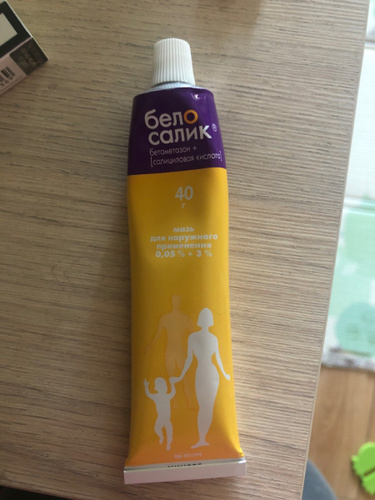 бело
салик®
бетаметазон +
[салициловая кислота]
40
г
мазь
для наружного
применения
0,05 % + 3 %